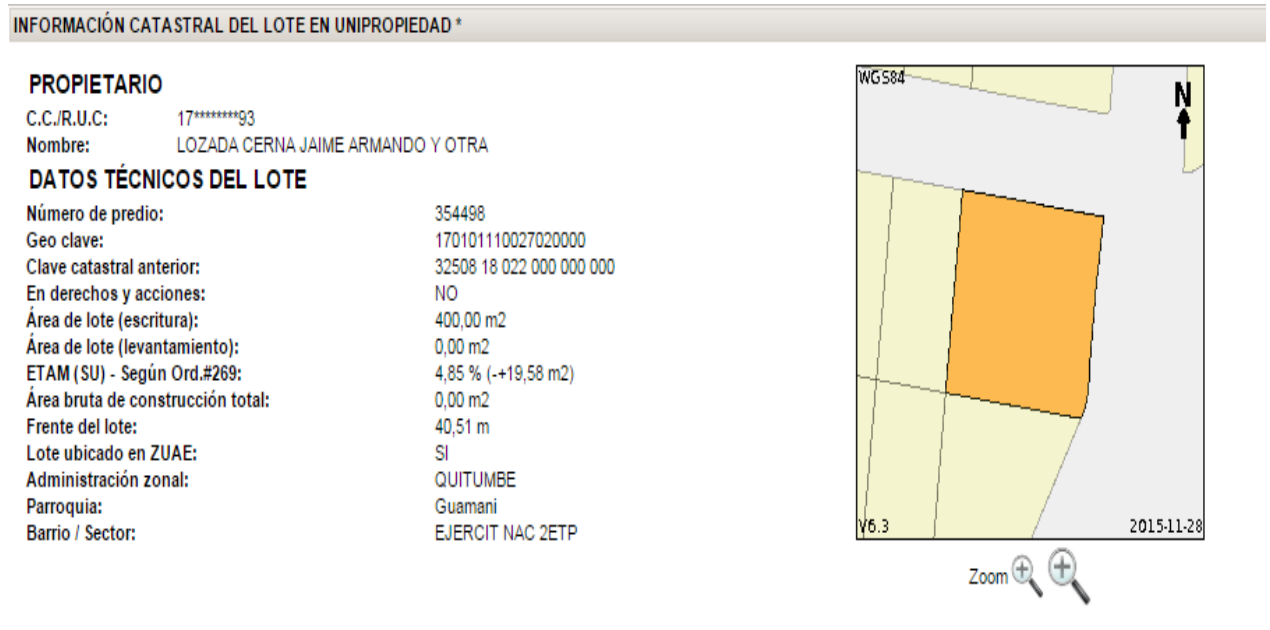 INFORMACIÓN CATASTRAL DEL LOTE EN UNIPROPIEDAD *
PROPIETARIO
C.C./R.U.C: 17********93
Nombre: LOZADA CERNA JAIME ARMANDO Y OTRA
DATOS TÉCNICOS DEL LOTE
Número de predio: 354498
Geo clave: 170101110027020000
Clave catastral anterior: 32508 18 022 000 000 000
En derechos y acciones: NO
Área de lote (escritura): 400,00 m2
Área de lote (levantamiento): 0,00 m2
ETAM (SU) - Según Ord.#269: 4,85 % (-+19,58 m2)
Área bruta de construcción total: 0,00 m2
Frente del lote: 40,51 m
Lote ubicado en ZUAE: SI
Administración zonal: QUITUMBE
Parroquia: Guamani
Barrio / Sector: EJERCIT NAC 2ETP
WGS84
N
V6.3 2015-11-28
Zoom